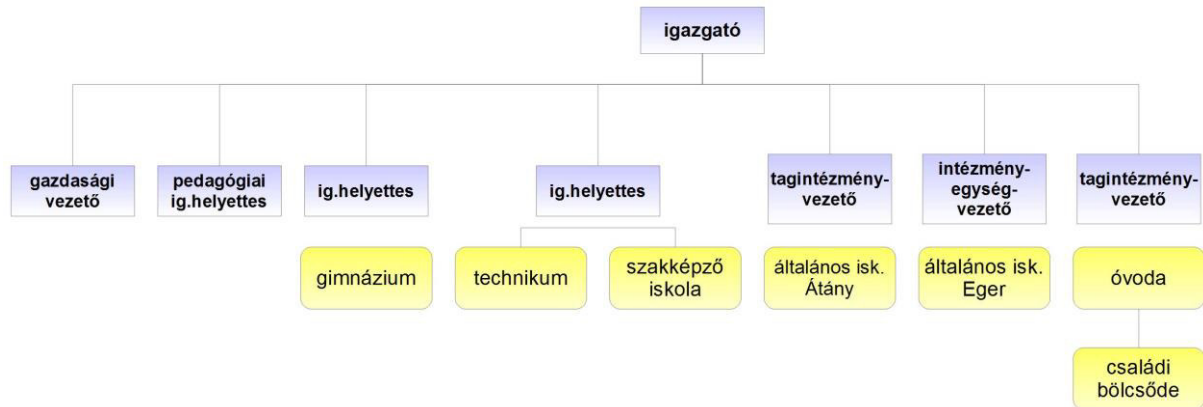 igazgató
gazdasági
vezető
pedagógiai
ig.helyettes
ig.helyettes
ig.helyettes
tagintézmény-
vezető
intézmény-
egység-
vezető
tagintézmény-
vezető
gimnázium
technikum
szakképző
iskola
általános isk.
Átány
általános isk.
Eger
óvoda
családi
bölcsőde